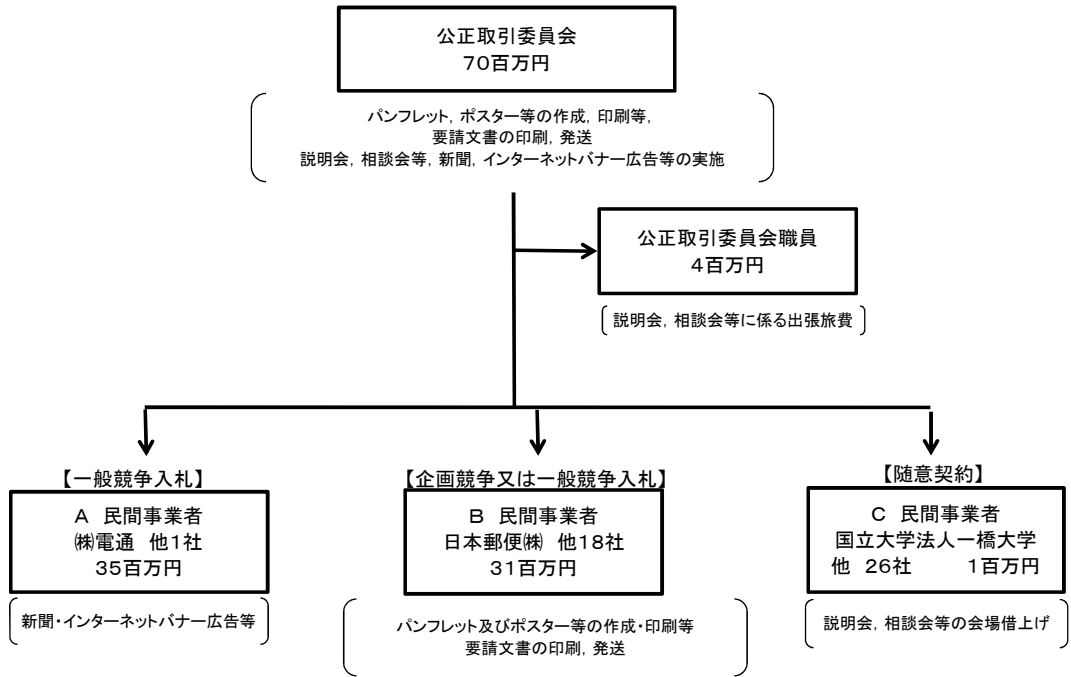 公正取引委員会
70百万円
パンフレット, ポスター等の作成, 印刷等,
要請文書の印刷, 発送
説明会, 相談会等, 新聞, インターネットバナー広告等の実施
公正取引委員会職員
4百万円
説明会, 相談会等に係る出張旅費
【一般競争入札】
A 民間事業者
㈱電通 他1社
35百万円
新聞・インターネットバナー広告等
【企画競争又は一般競争入札】
B 民間事業者
日本郵便㈱ 他18社
31百万円
パンフレット及びポスター等の作成・印刷等
要請文書の印刷, 発送
【随意契約】
C 民間事業者
国立大学法人一橋大学
他 26社 1百万円
説明会, 相談会等の会場借上げ